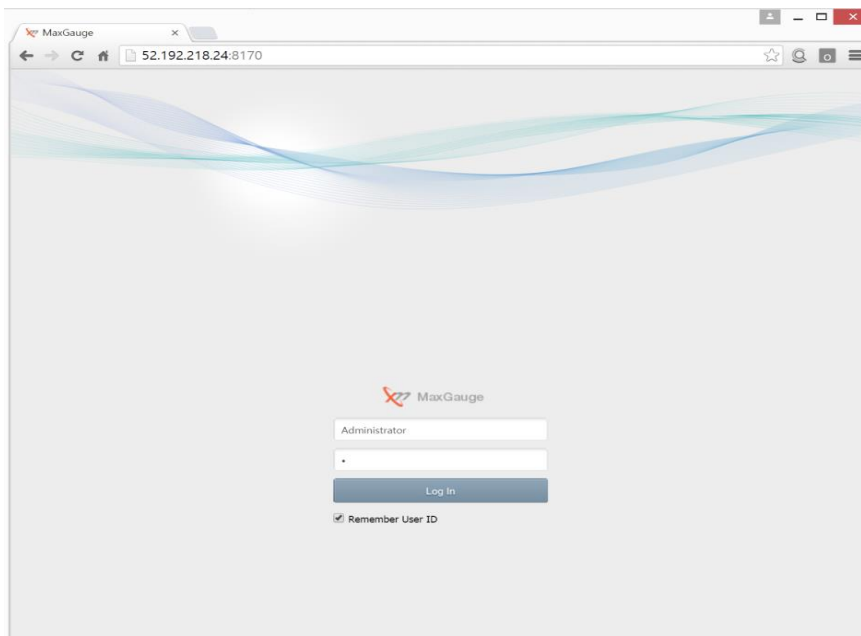 MaxGauge
52.192.218.24:8170
MaxGauge
Administrator
Log In
Remember User ID